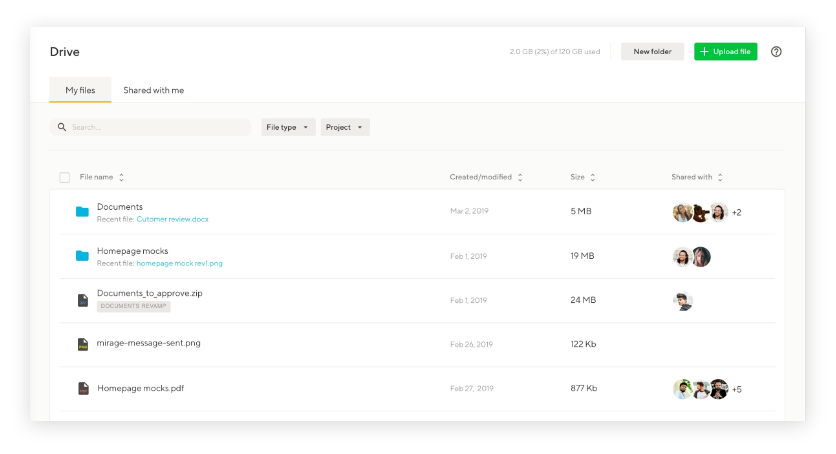 Drive
2.0 GB (2%) of 120 GB used
New folder
Upload file
My files
Shared with me
Search...
File type
Project
File name
Created/modified
Size
Shared with
Documents
Recent file: Cutomer review.docx
Mar 2, 2019
5 MB
+2
Homepage mocks
Recent file: homepage mock rev1.png
Feb 1, 2019
19 MB
Documents_to_approve.zip
DOCUMENTS REVAMP
Feb 1, 2019
24 MB
mirage-message-sent.png
Feb 26, 2019
122 Kb
Homepage mocks.pdf
Feb 27, 2019
877 Kb
+5